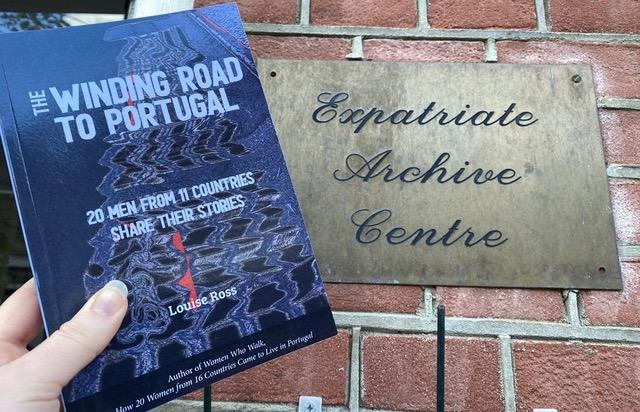 THE
WINDING ROAD
TO PORTUGAL
20 MEN FROM 11 COUNTRIES
SHARE THEIR STORIES
Louise Ross
Author of Women Who Walk,
How 20 Women from 16 Countries Came to Live in Portugal
Expatriate
Archive
Centre